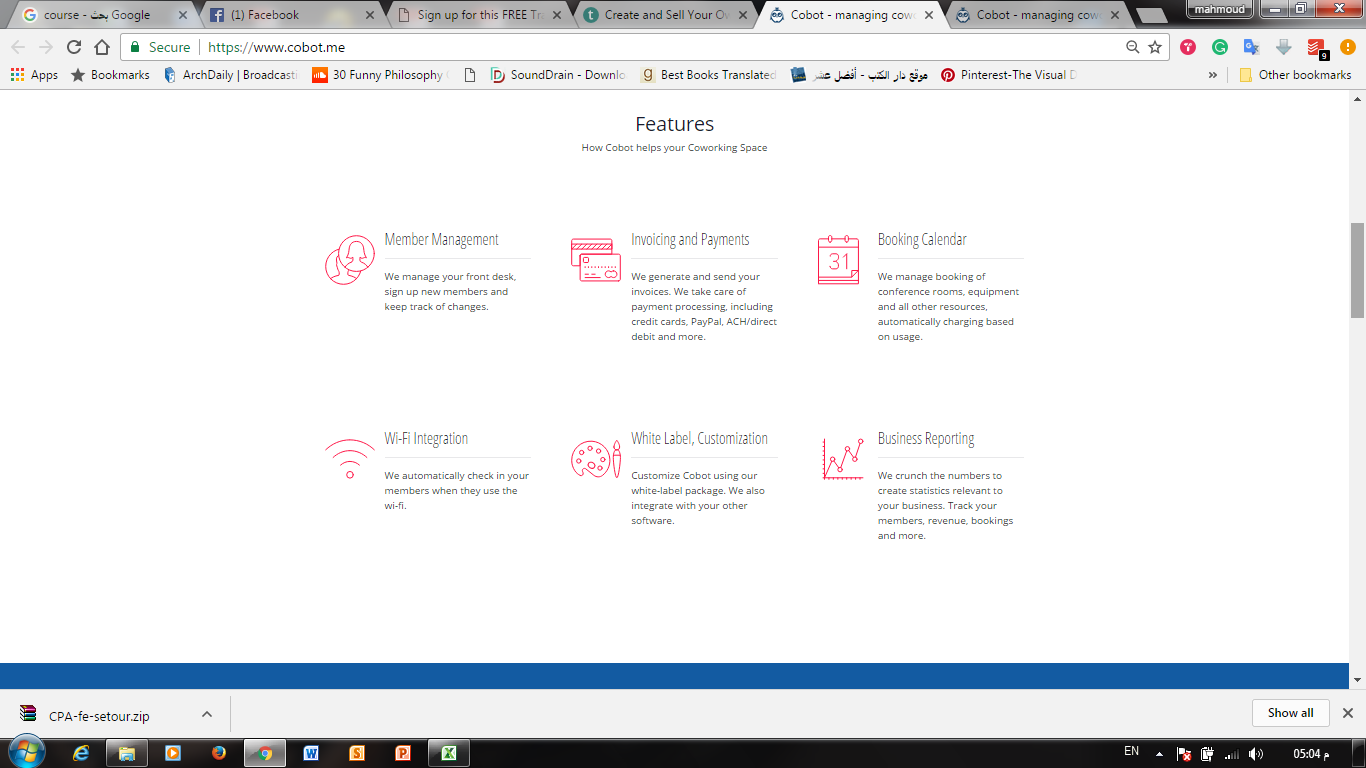 course - بحث Google
(1) Facebook
Sign up for this FREE Tr
Create and Sell Your O
Cobot - managing cow
Cobot - managing cow
mahmoud
Secure
https://www.cobot.me
9
Apps
Bookmarks
ArchDaily | Broadcasti
30 Funny Philosophy
SoundDrain - Downlo
Best Books Translated
موقع دار الكتب - أفضل عشر
Pinterest-The Visual D
»
Other bookmarks
Features
How Cobot helps your Coworking Space
Member Management
We manage your front desk,
sign up new members and
keep track of changes.
Invoicing and Payments
We generate and send your
invoices. We take care of
payment processing, including
credit cards, PayPal, ACH/direct
debit and more.
31
Booking Calendar
We manage booking of
conference rooms, equipment
and all other resources,
automatically charging based
on usage.
Wi-Fi Integration
We automatically check in your
members when they use the
wi-fi.
White Label, Customization
Customize Cobot using our
white-label package. We also
integrate with your other
software.
Business Reporting
We crunch the numbers to
create statistics relevant to
your business. Track your
members, revenue, bookings
and more.
CPA-fe-setour.zip
Show all
EN
05:04 م